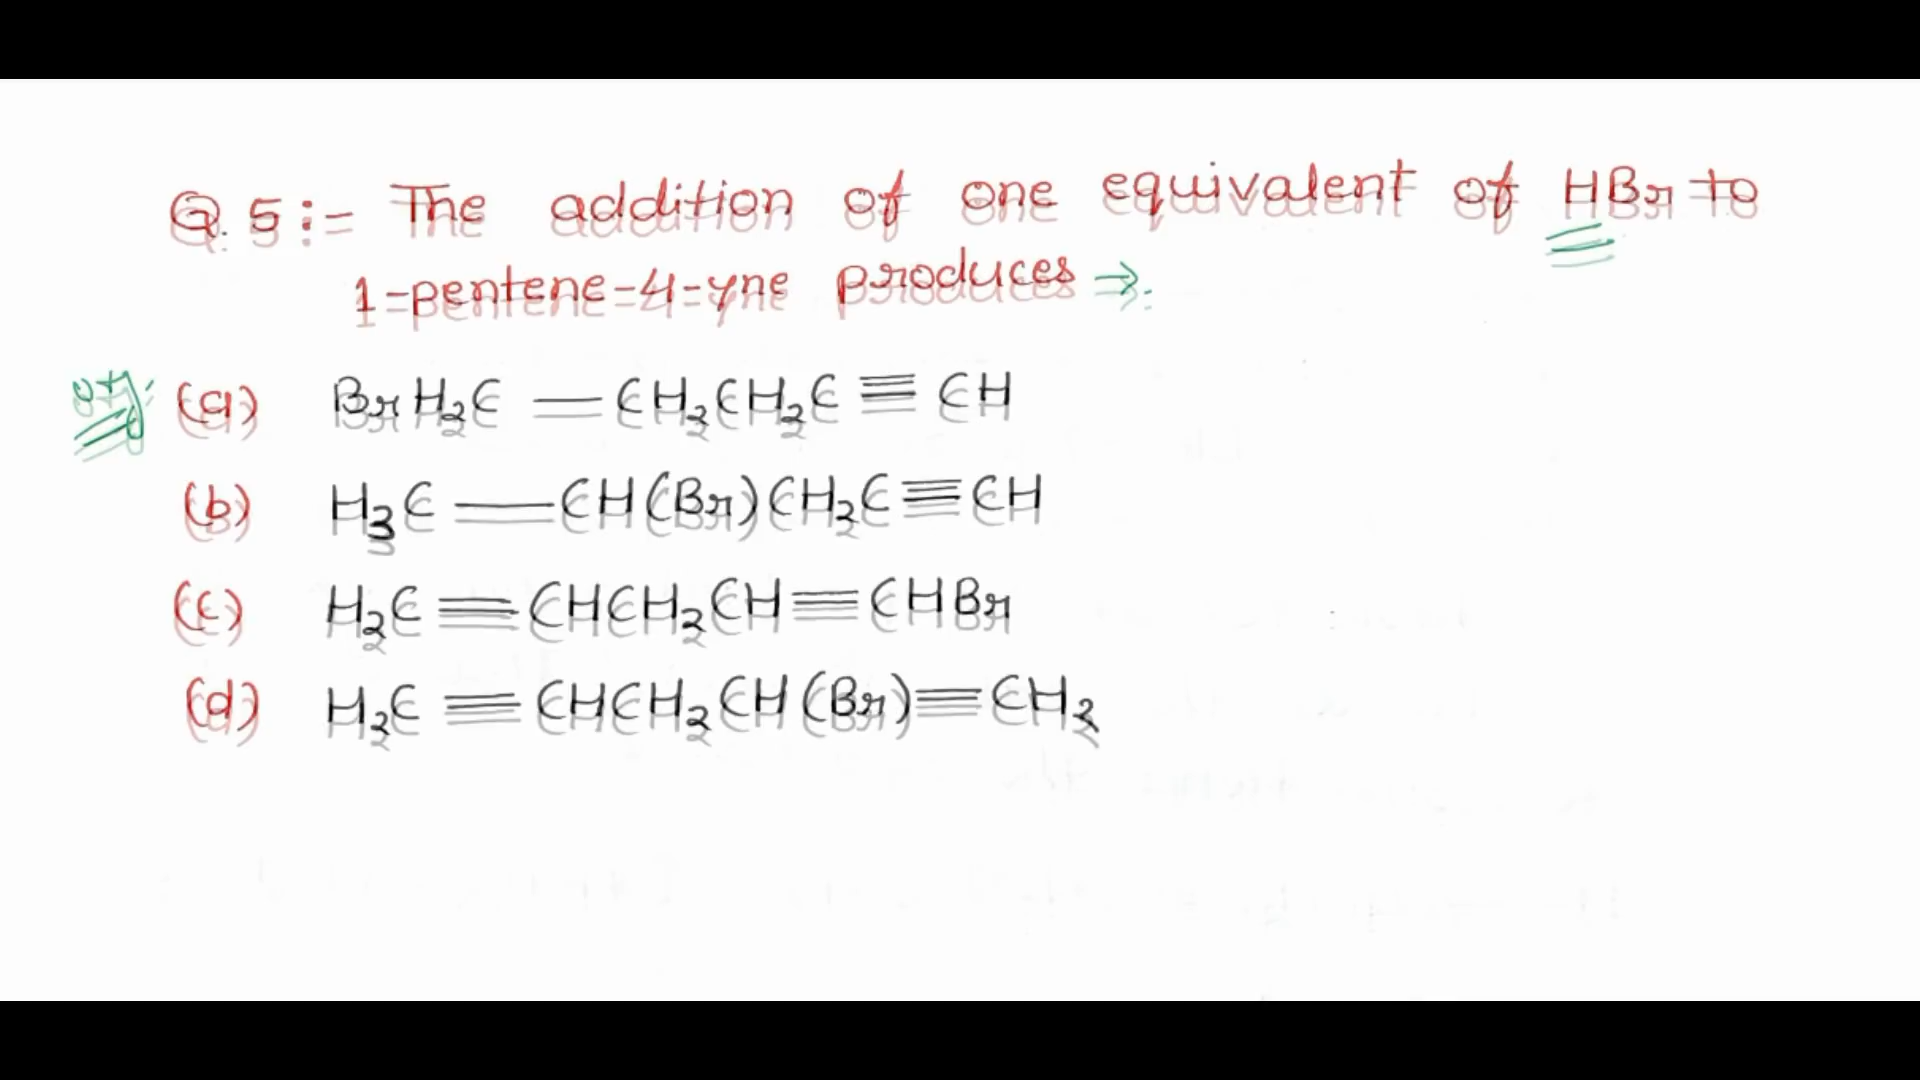 Q.5:= The addition of one equivalent of HBr to
1-pentene-4-yne produces ⇒.
(a) BrH₂C — CH₂CH₂C ≡ CH
(b) H₃C — CH(Br)CH₂C ≡ CH
(c) H₂C = CHCH₂CH = CHBr
(d) H₂C = CHCH₂CH(Br) = CH₂